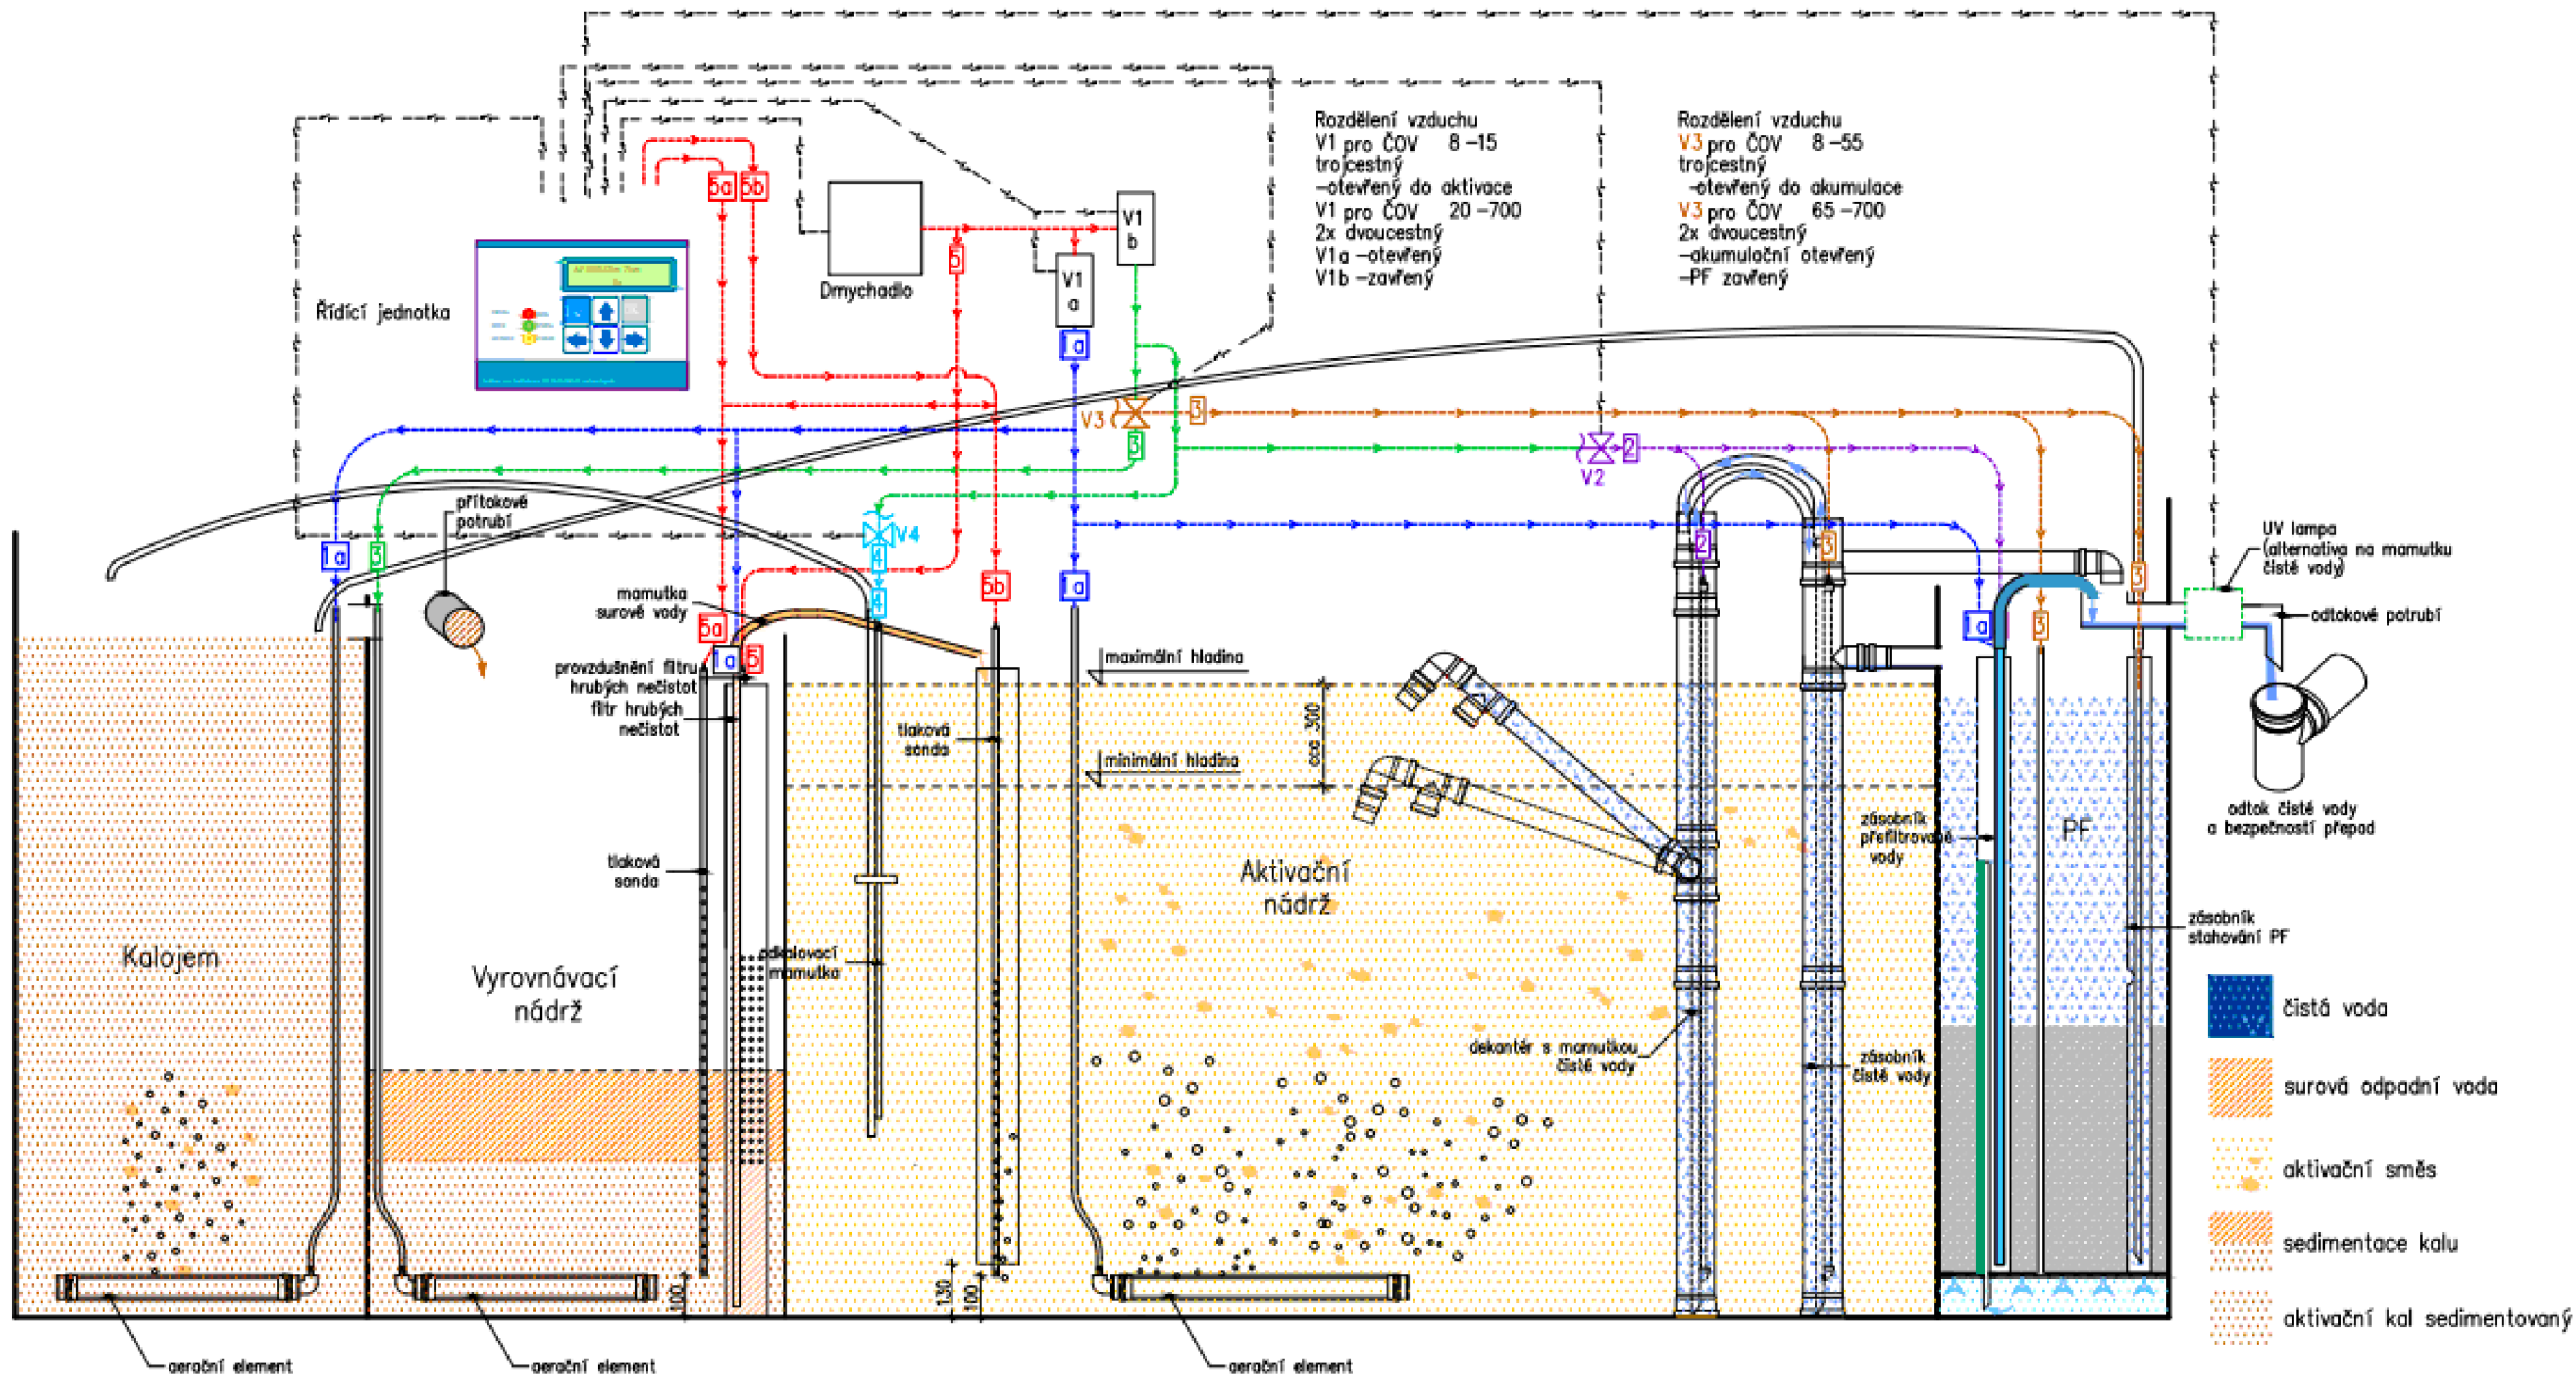 Rozdělení vzduchu
V1 pro ČOV 8-15
trojcestný
-otevřený do aktivace
V1 pro ČOV 20-700
2x dvoucestný
V1a -otevřený
V1b -zavřený
Rozdělení vzduchu
V3 pro ČOV 8-55
trojcestný
-otevřený do akumulace
V3 pro ČOV 65-700
2x dvoucestný
-akumulační otevřený
-PF zavřený
5a
5b
V1
b
5
V1
a
Dmychadlo
Řídící jednotka
1a
V3
3
3
2
V2
přítokové
potrubí
1a
3
V4
4
4
mamutka
surové vody
5a
1a
5
5b
1a
2
3
1a
3
3
UV lampa
(alternativa na mamutku
čisté vody)
odtokové potrubí
provzdušnění filtru
hrubých nečistot
filtr hrubých
nečistot
maximální hladina
cca 300
minimální hladina
tlaková
sonda
tlaková
sonda
odkalovací
mamutka
Kalojem
Vyrovnávací
nádrž
Aktivační
nádrž
zásobník
přefiltrované
vody
PF
odtok čisté vody
a bezpečností přepad
zásobník
stahování PF
dekantér s mamutkou
čisté vody
zásobník
čisté vody
100
130
100
aerační element
aerační element
aerační element
čistá voda
surová odpadní voda
aktivační směs
sedimentace kalu
aktivační kal sedimentovaný